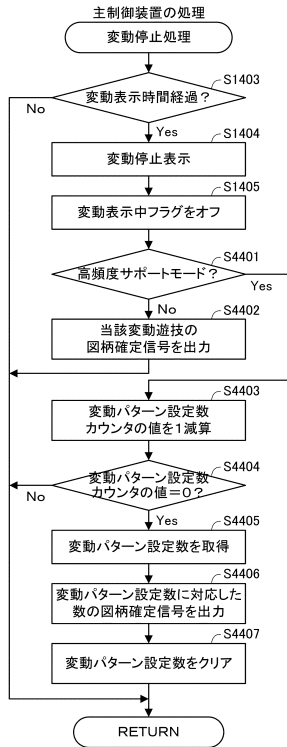 主制御装置の処理
変動停止処理
S1403
変動表示時間経過？
No
Yes
S1404
変動停止表示
S1405
変動表示中フラグをオフ
S4401
高頻度サポートモード？
Yes
No
S4402
当該変動遊技の
図柄確定信号を出力
S4403
変動パターン設定数
カウンタの値を1減算
S4404
変動パターン設定数
カウンタの値＝0？
No
Yes
S4405
変動パターン設定数を取得
S4406
変動パターン設定数に対応した
数の図柄確定信号を出力
S4407
変動パターン設定数をクリア
RETURN